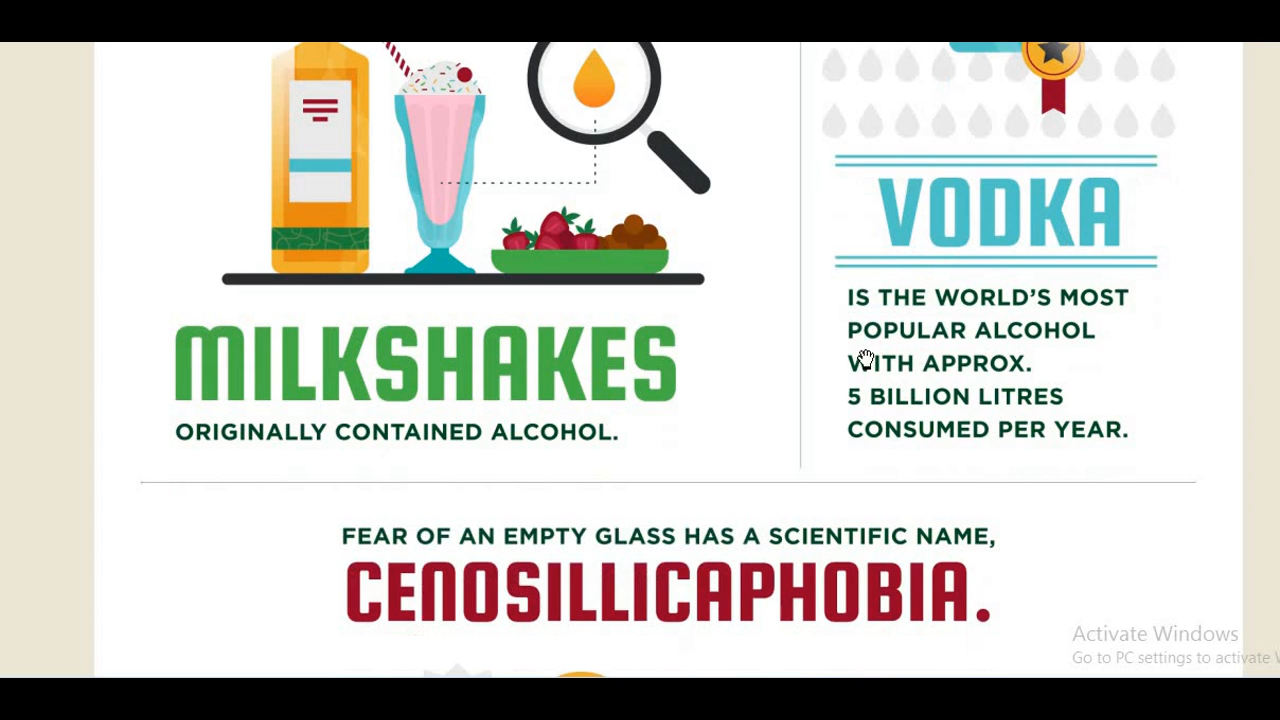 MILKSHAKES
ORIGINALLY CONTAINED ALCOHOL.
VODKA
IS THE WORLD'S MOST
POPULAR ALCOHOL
WITH APPROX.
5 BILLION LITRES
CONSUMED PER YEAR.
FEAR OF AN EMPTY GLASS HAS A SCIENTIFIC NAME,
CENOSILLICAPHOBIA.
Activate Windows
Go to PC settings to activate W